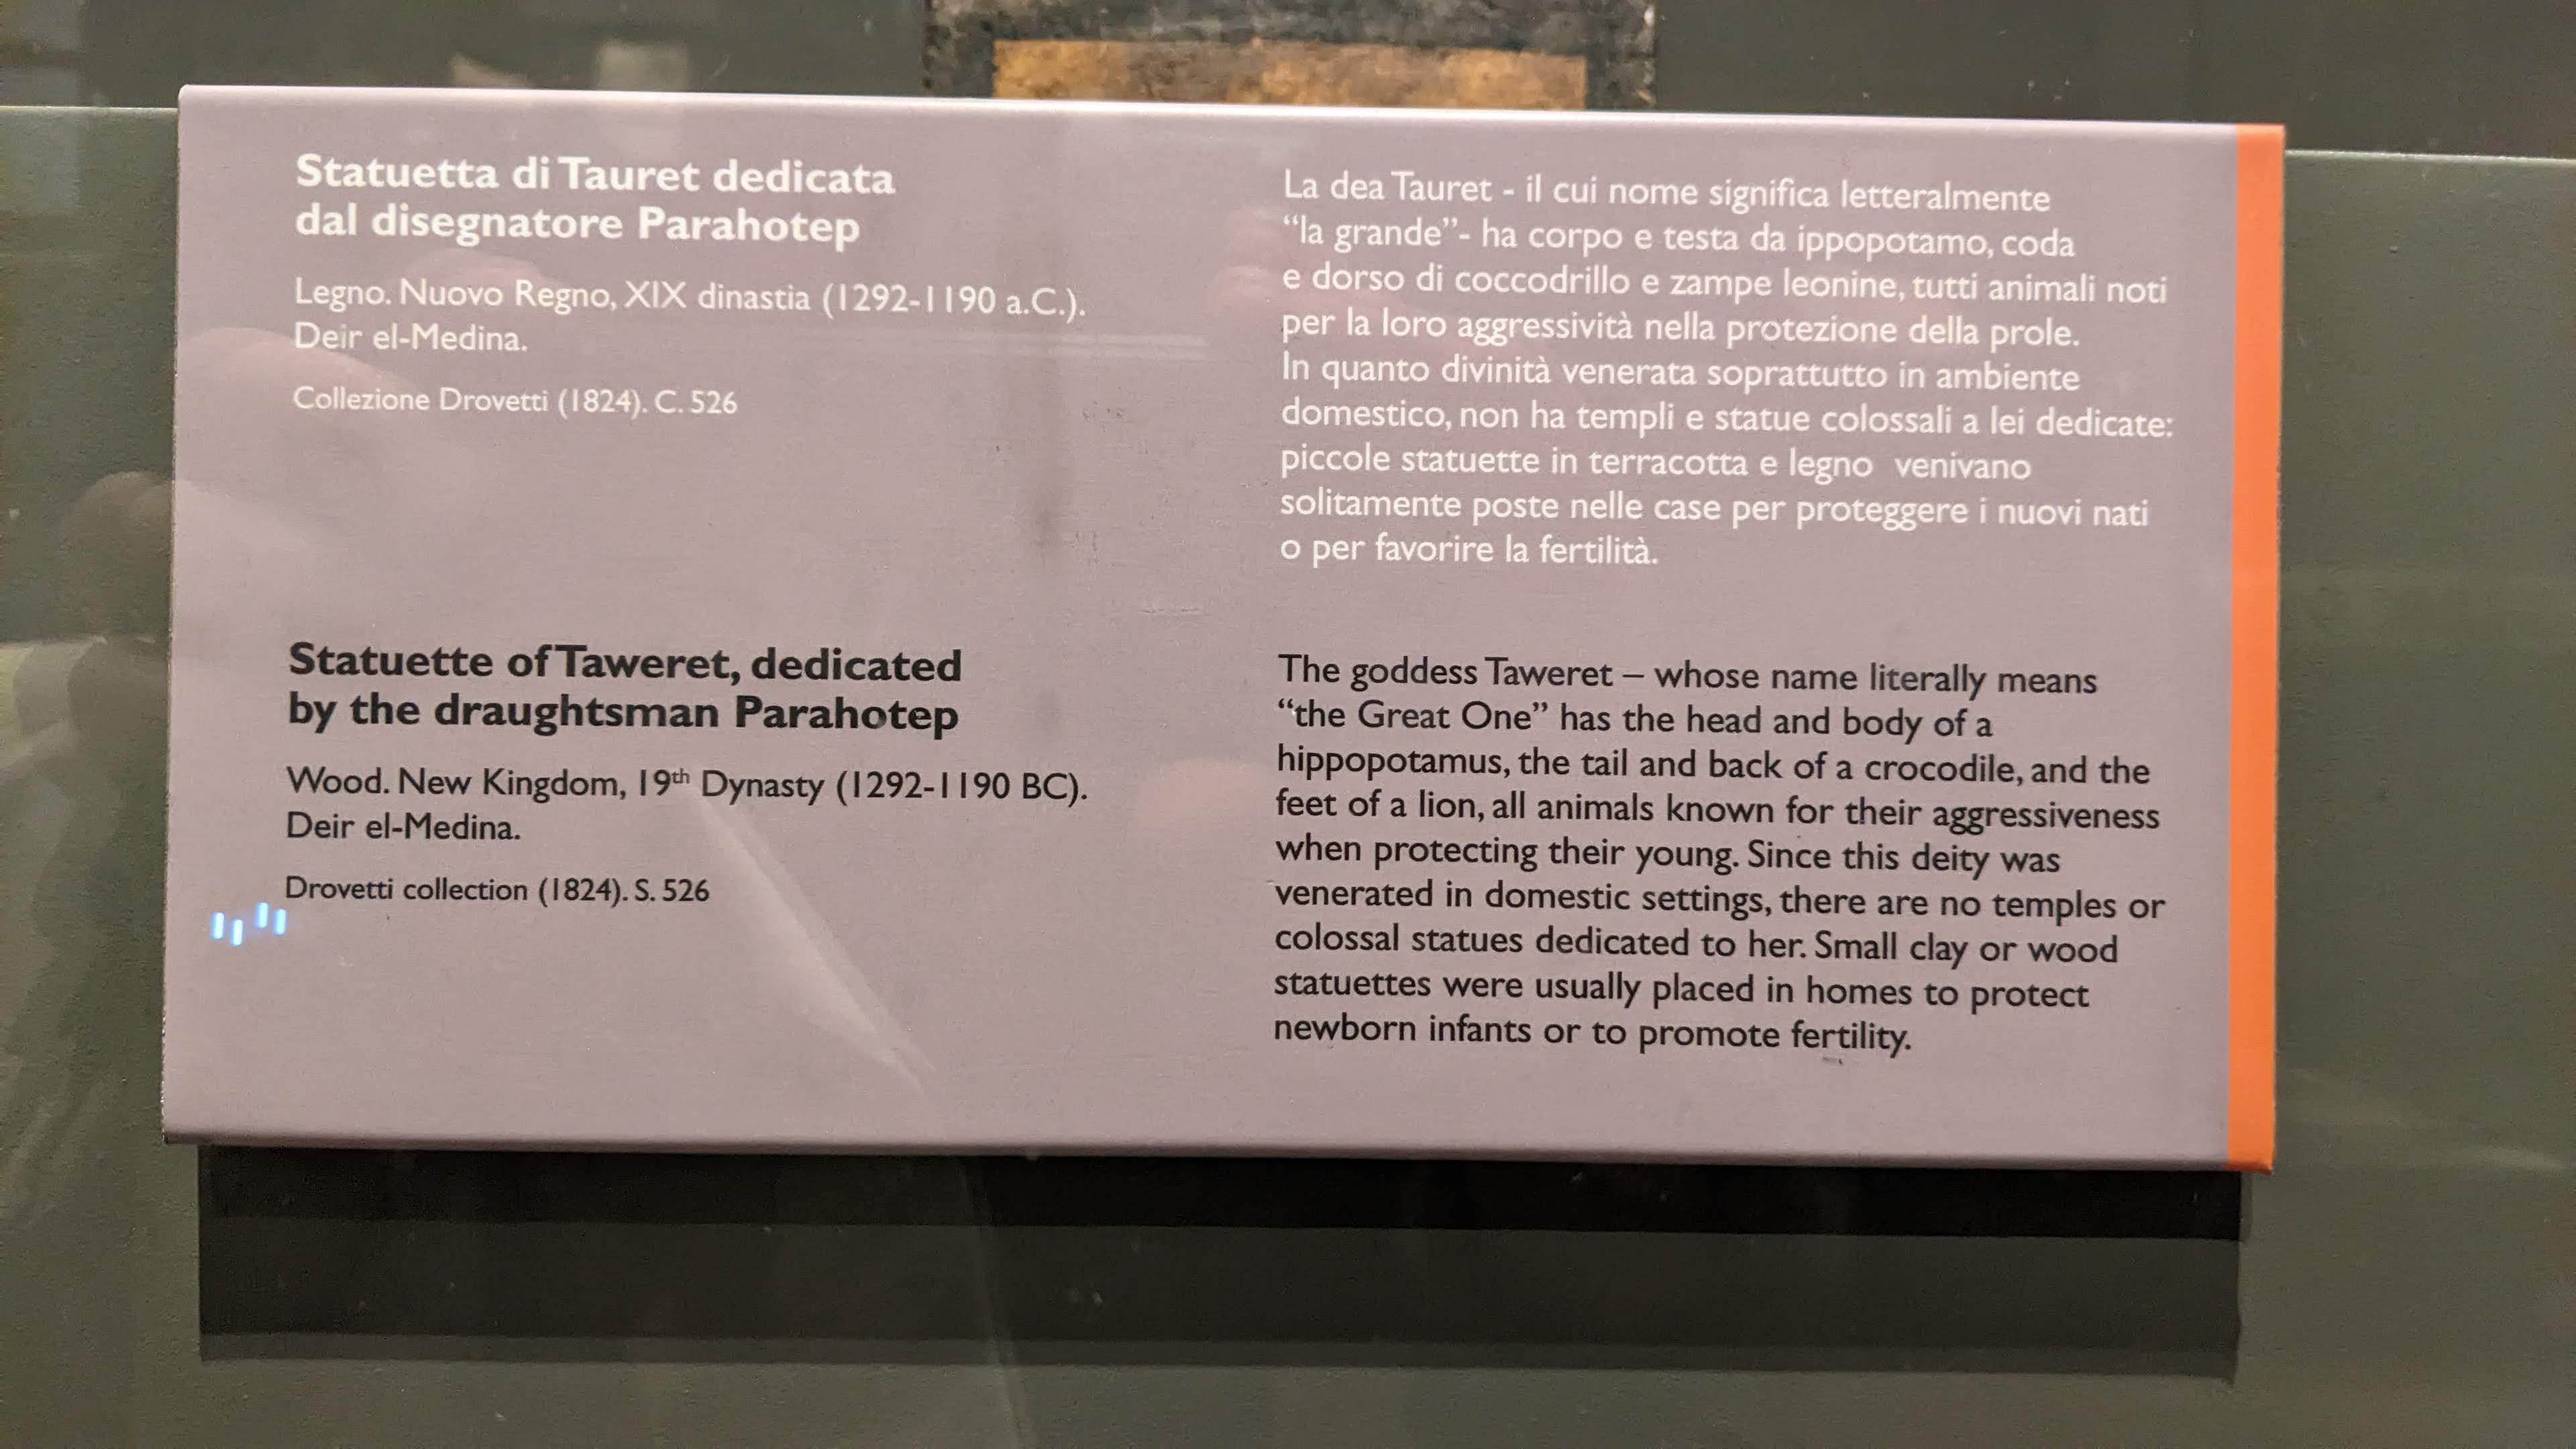 Statuetta di Tauret dedicata
dal disegnatore Parahotep
Legno. Nuovo Regno, XIX dinastia (1292-1190 a.C.).
Deir el-Medina.
Collezione Drovetti (1824). C. 526
La dea Tauret - il cui nome significa letteralmente
“la grande”- ha corpo e testa da ippopotamo, coda
e dorso di coccodrillo e zampe leonine, tutti animali noti
per la loro aggressività nella protezione della prole.
In quanto divinità venerata soprattutto in ambiente
domestico, non ha templi e statue colossali a lei dedicate:
piccole statuette in terracotta e legno venivano
solitamente poste nelle case per proteggere i nuovi nati
o per favorire la fertilità.
Statuette of Taweret, dedicated
by the draughtsman Parahotep
Wood. New Kingdom, 19th Dynasty (1292-1190 BC).
Deir el-Medina.
Drovetti collection (1824). S. 526
The goddess Taweret – whose name literally means
“the Great One” has the head and body of a
hippopotamus, the tail and back of a crocodile, and the
feet of a lion, all animals known for their aggressiveness
when protecting their young. Since this deity was
venerated in domestic settings, there are no temples or
colossal statues dedicated to her. Small clay or wood
statuettes were usually placed in homes to protect
newborn infants or to promote fertility.